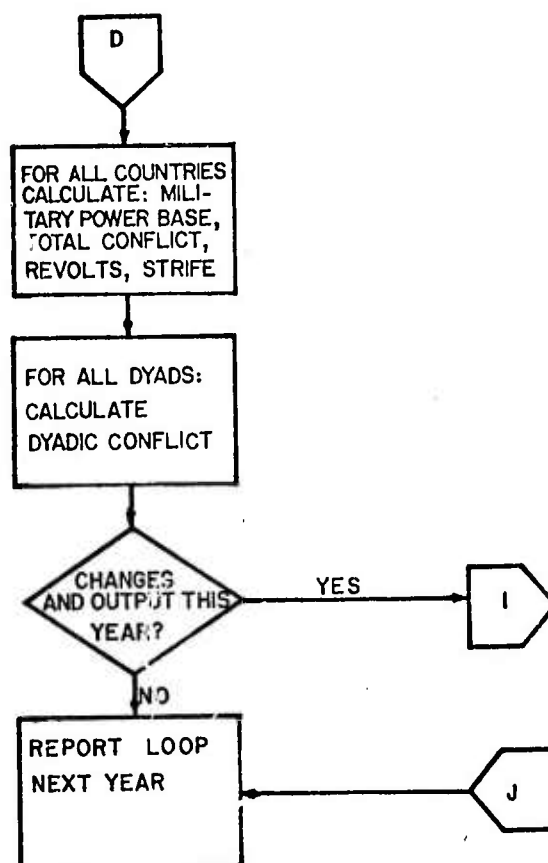 D
FOR ALL COUNTRIES
CALCULATE: MILI-
TARY POWER BASE,
TOTAL CONFLICT,
REVOLTS, STRIFE
FOR ALL DYADS:
CALCULATE
DYADIC CONFLICT
CHANGES
AND OUTPUT THIS
YEAR?
YES
I
NO
REPORT LOOP
NEXT YEAR
J